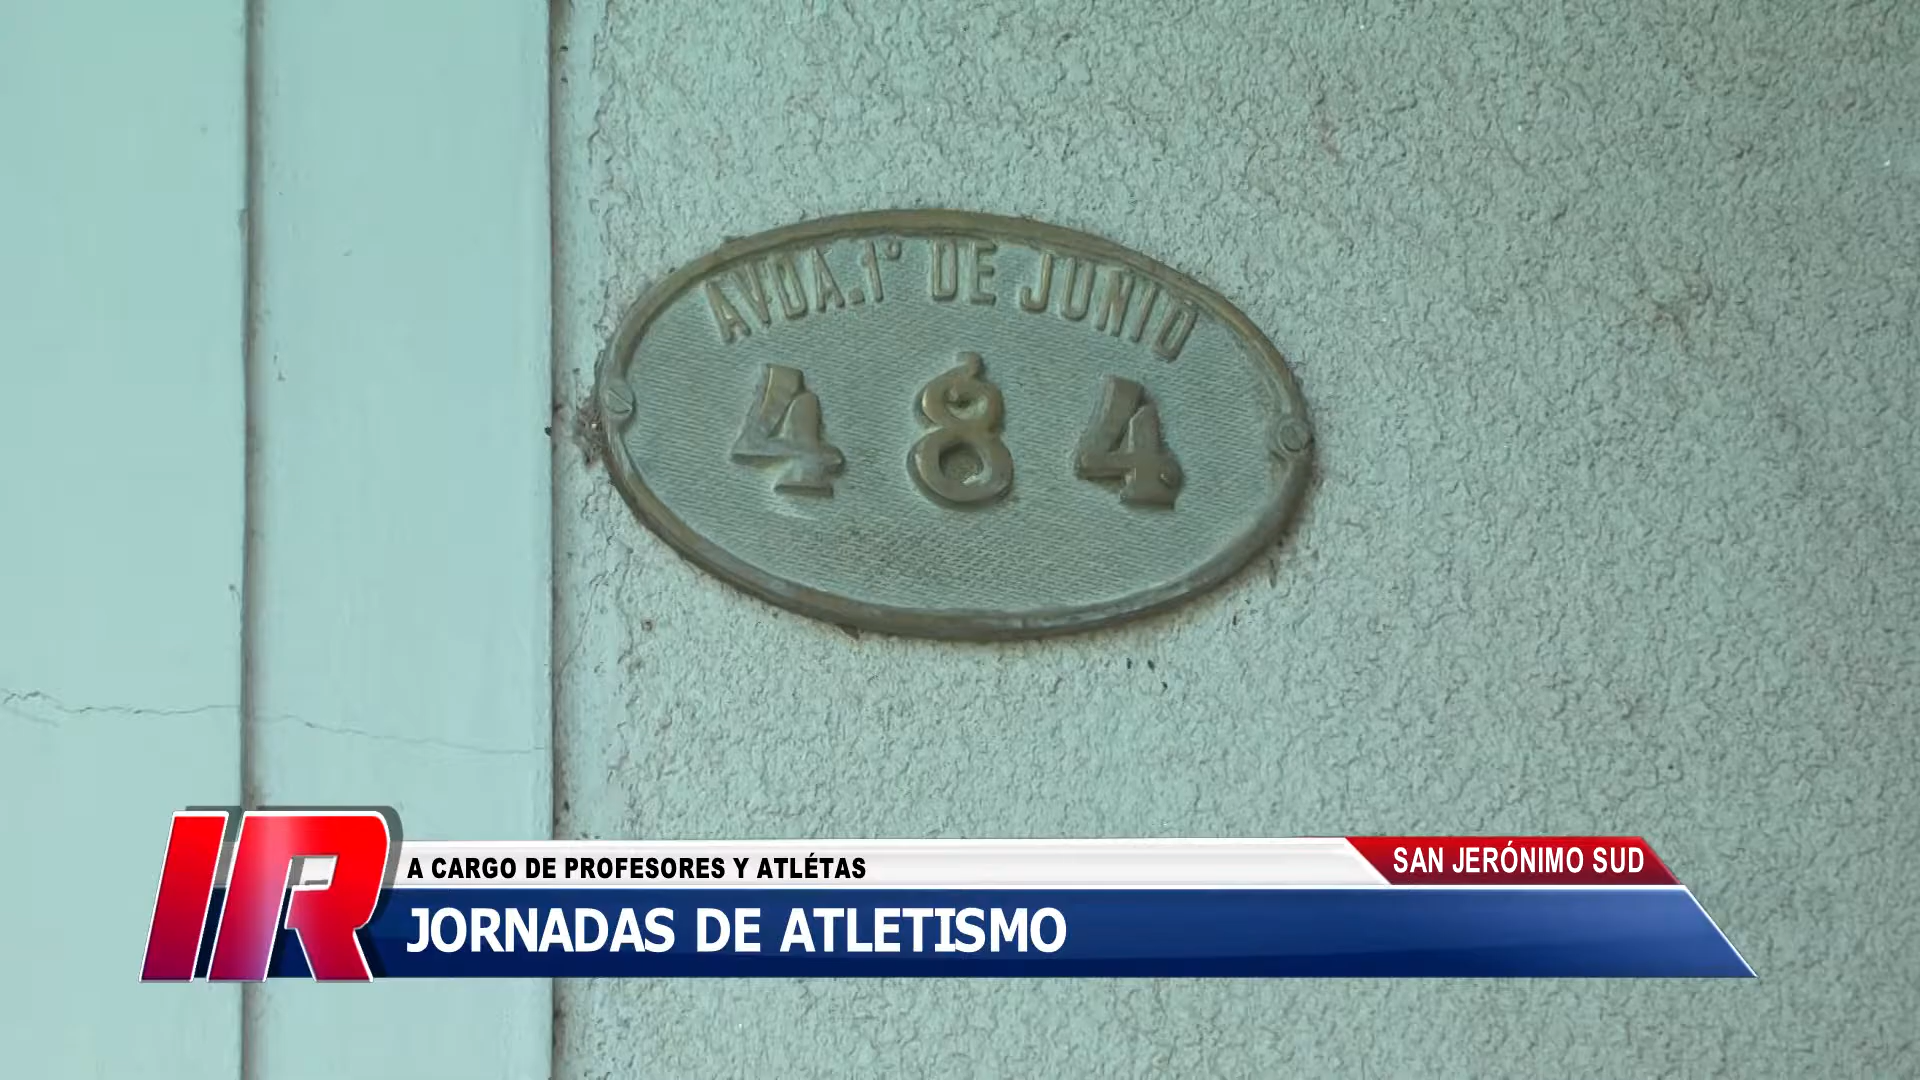 AVDA. 1° DE JUNIO
484
IR
A CARGO DE PROFESORES Y ATLÉTAS
SAN JERÓNIMO SUD
JORNADAS DE ATLETISMO